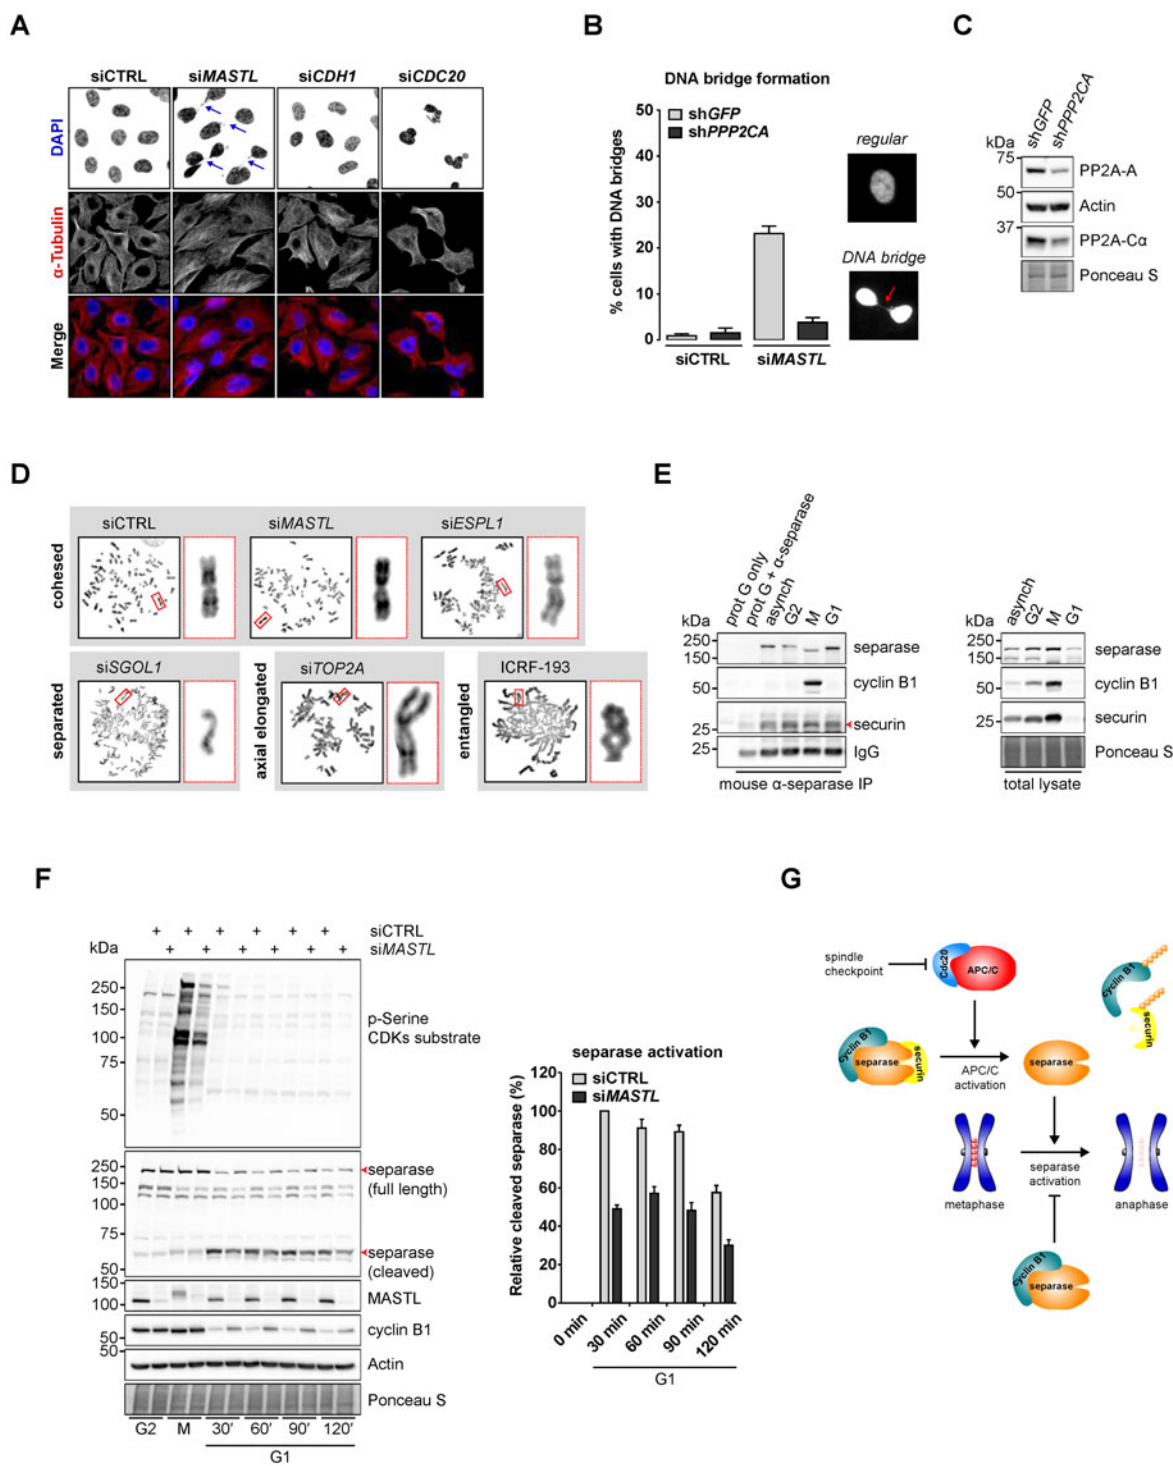 A
siCTRL
siMASTL
siCDH1
siCDC20
DAPI
α-Tubulin
Merge
B
DNA bridge formation
shGFP
shPPP2CA
% cells with DNA bridges
50
40
30
20
10
0
siCTRL
siMASTL
regular
DNA bridge
C
kDa
shGFP
shPPP2CA
75
PP2A-A
50
Actin
37
PP2A-Cα
Ponceau S
D
siCTRL
siMASTL
siESPL1
cohesed
siSGOL1
siTOP2A
ICRF-193
separated
axial elongated
entangled
E
kDa
prot G only
prot G + α-separase
asynch
G2
M
G1
250
150
separase
50
cyclin B1
25
securin
25
IgG
mouse α-separase IP
kDa
asynch
G2
M
G1
250
150
separase
50
cyclin B1
25
securin
Ponceau S
total lysate
F
+ + + + + + siCTRL
kDa + + + + + + siMASTL
250
150
100
75
50
p-Serine
CDKs substrate
250
150
100
75
50
separase
(full length)
separase
(cleaved)
150
100
MASTL
50
cyclin B1
50
Actin
Ponceau S
G2 M 30′ 60′ 90′ 120′
G1
separase activation
siCTRL
siMASTL
Relative cleaved separase (%)
120
100
80
60
40
20
0
0 min
30 min
60 min
90 min
120 min
G1
G
spindle
checkpoint
Cdc20
APC/C
cyclin B1
securin
cyclin B1
separase
securin
APC/C
activation
separase
metaphase
separase
activation
anaphase
cyclin B1
separase